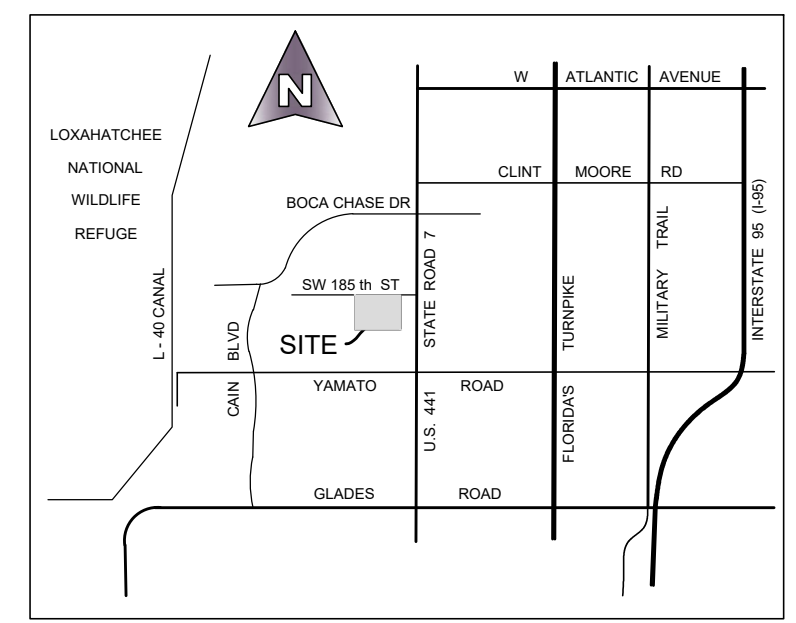 N
W ATLANTIC AVENUE
LOXAHATCHEE
NATIONAL
WILDLIFE
REFUGE
CLINT MOORE RD
BOCA CHASE DR
SW 185 th ST
SITE
L - 40 CANAL
CAIN BLVD
U.S. 441 STATE ROAD 7
FLORIDA'S TURNPIKE
MILITARY TRAIL
INTERSTATE 95 (I-95)
YAMATO ROAD
GLADES ROAD